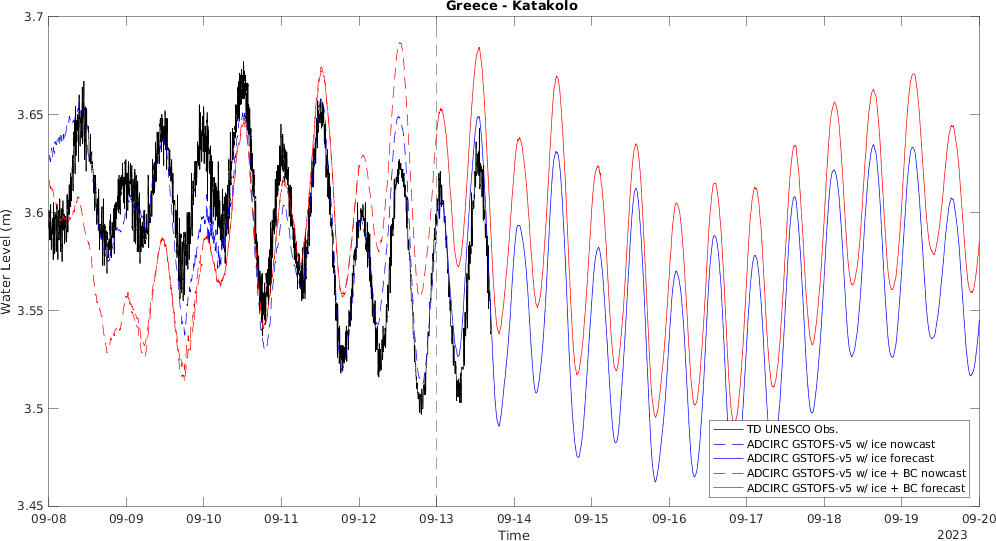 Greece - Katakolo
3.7
3.65
3.6
3.55
3.5
3.45
Water Level (m)
09-08 09-09 09-10 09-11 09-12 09-13 09-14 09-15 09-16 09-17 09-18 09-19 09-20
Time
2023
TD UNESCO Obs.
ADCIRC GSTOFS-v5 w/ ice nowcast
ADCIRC GSTOFS-v5 w/ ice forecast
ADCIRC GSTOFS-v5 w/ ice + BC nowcast
ADCIRC GSTOFS-v5 w/ ice + BC forecast